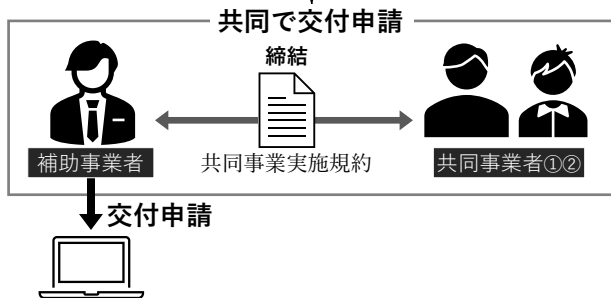 共同で交付申請
締結
補助事業者
共同事業実施規約
共同事業者①②
交付申請